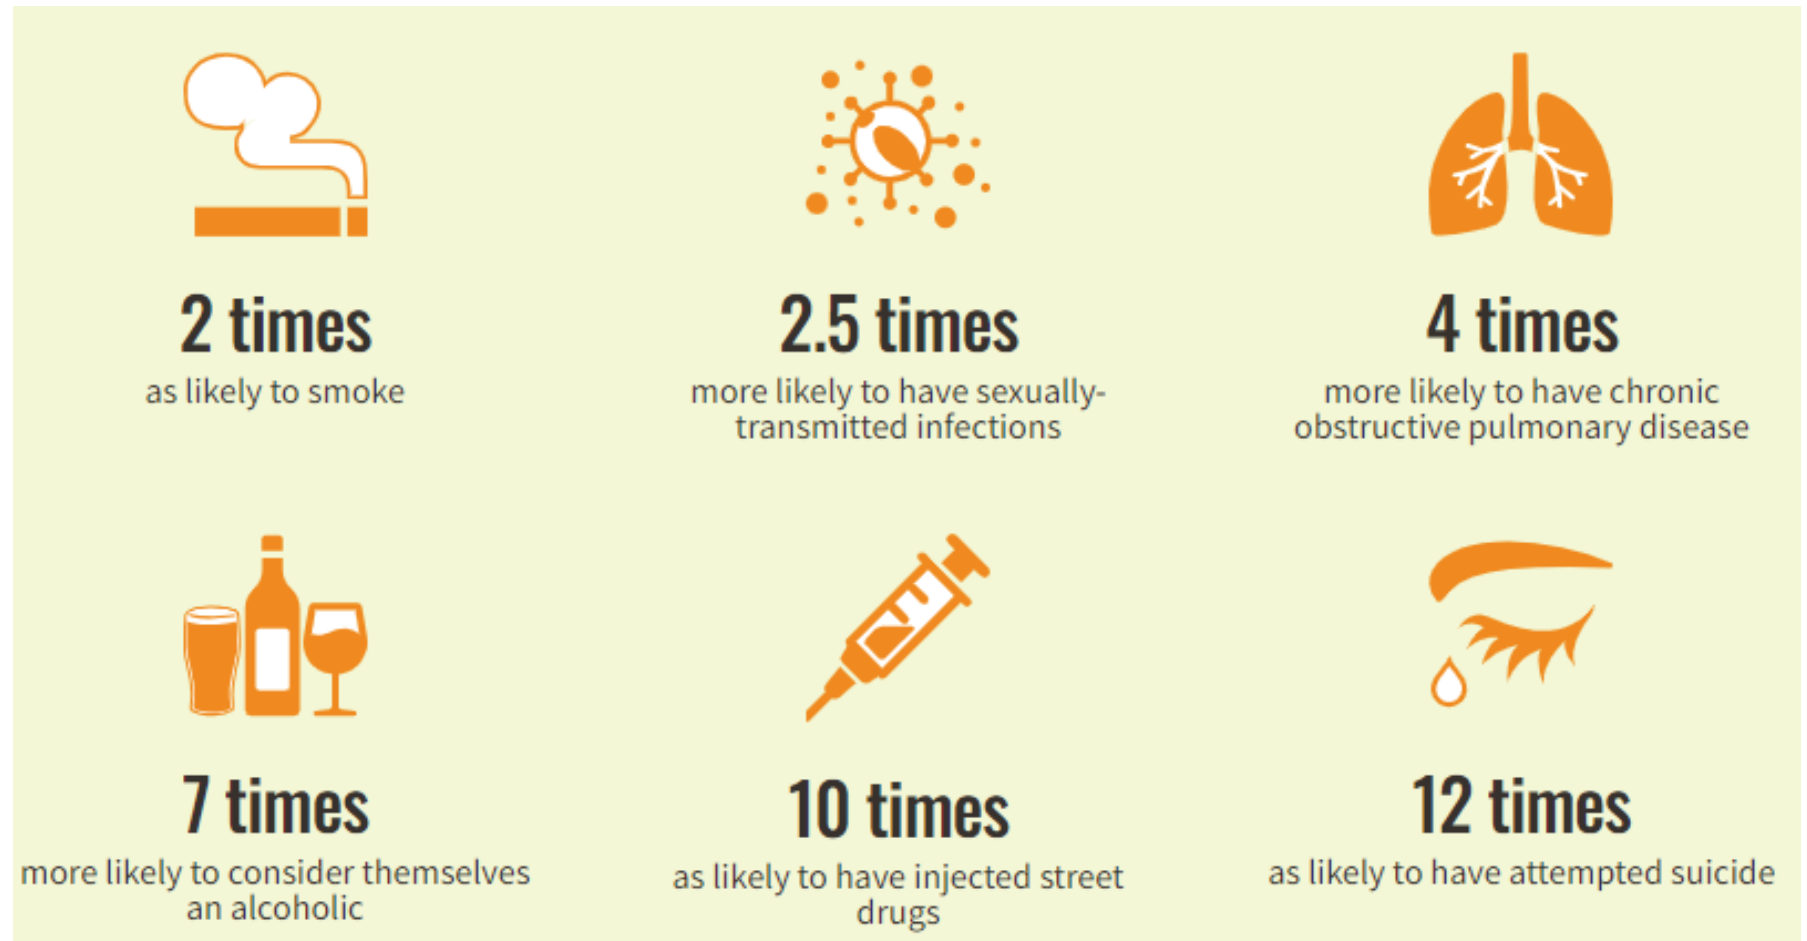 2 times
as likely to smoke
2.5 times
more likely to have sexually-
transmitted infections
4 times
more likely to have chronic
obstructive pulmonary disease
7 times
more likely to consider themselves
an alcoholic
10 times
as likely to have injected street
drugs
12 times
as likely to have attempted suicide